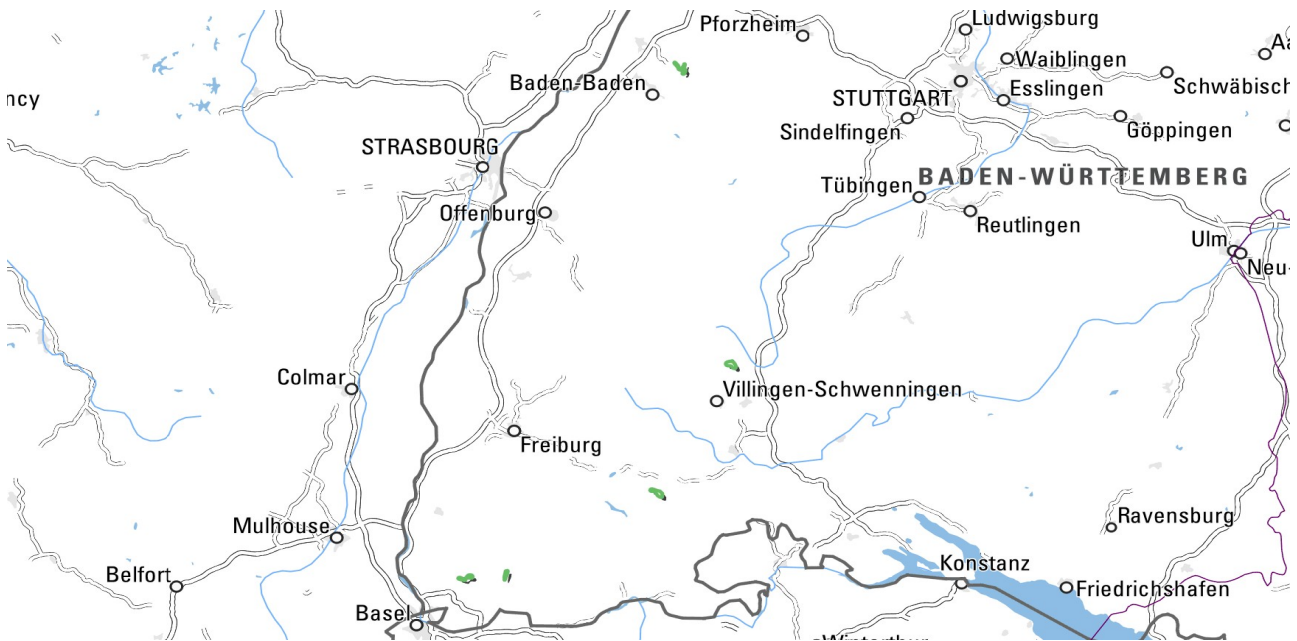 Ludwigsburg
Pforzheim
Waiblingen
Baden-Baden
Esslingen
STUTTGART
Sindelfingen
Göppingen
STRASBOURG
BADEN-WÜRTTEMBERG
Tübingen
Offenburg
Reutlingen
Ulm
Colmar
Villingen-Schwenningen
Freiburg
Ravensburg
Mulhouse
Konstanz
Belfort
Friedrichshafen
Basel